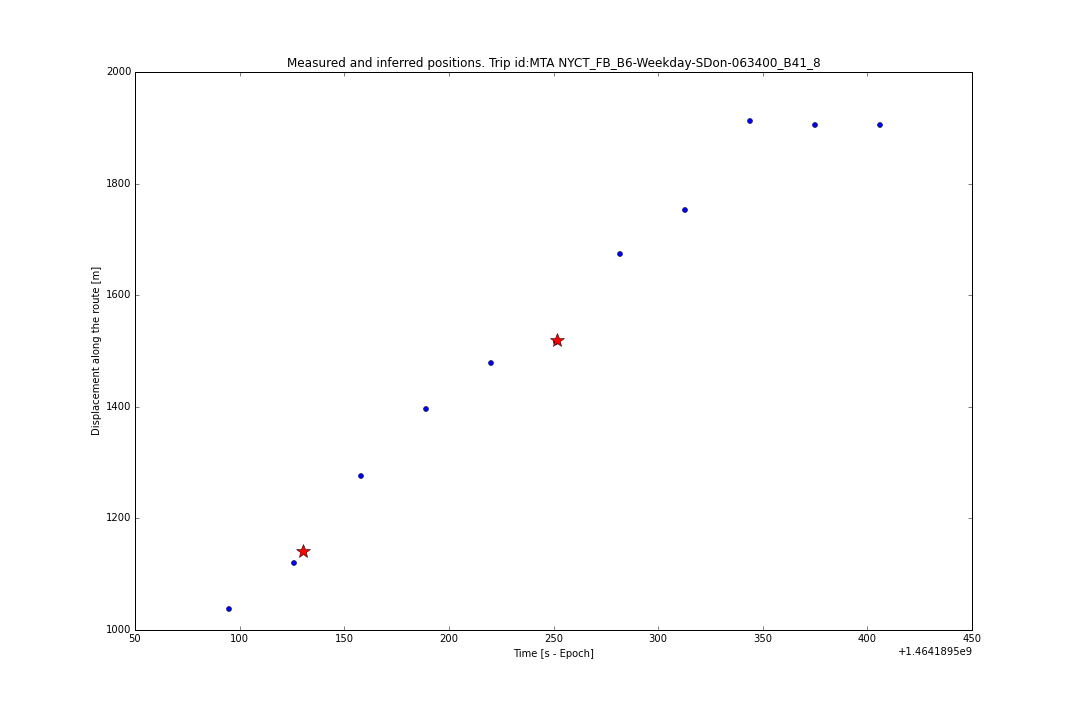 Measured and inferred positions. Trip id:MTA NYCT_FB_B6-Weekday-SDon-063400_B41_8
2000
1800
1600
1400
1200
1000
Displacement along the route [m]
50 100 150 200 250 300 350 400 450
Time [s - Epoch]
+1.4641895e9